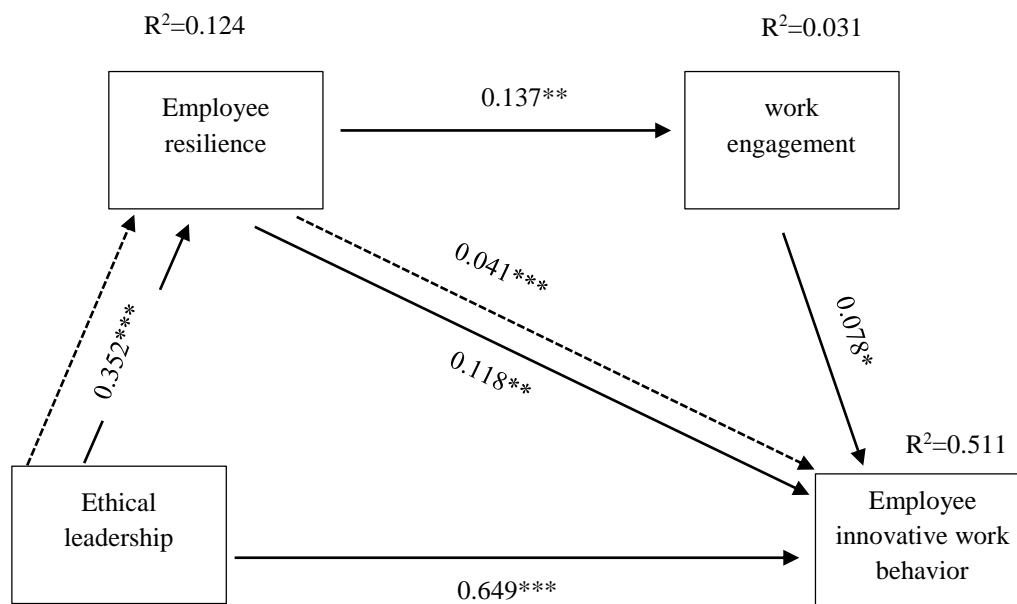 R²=0.124
R²=0.031
Employee
resilience
0.137**
work
engagement
0.041***
0.118**
0.078*
0.352***
R²=0.511
Ethical
leadership
Employee
innovative work
behavior
0.649***